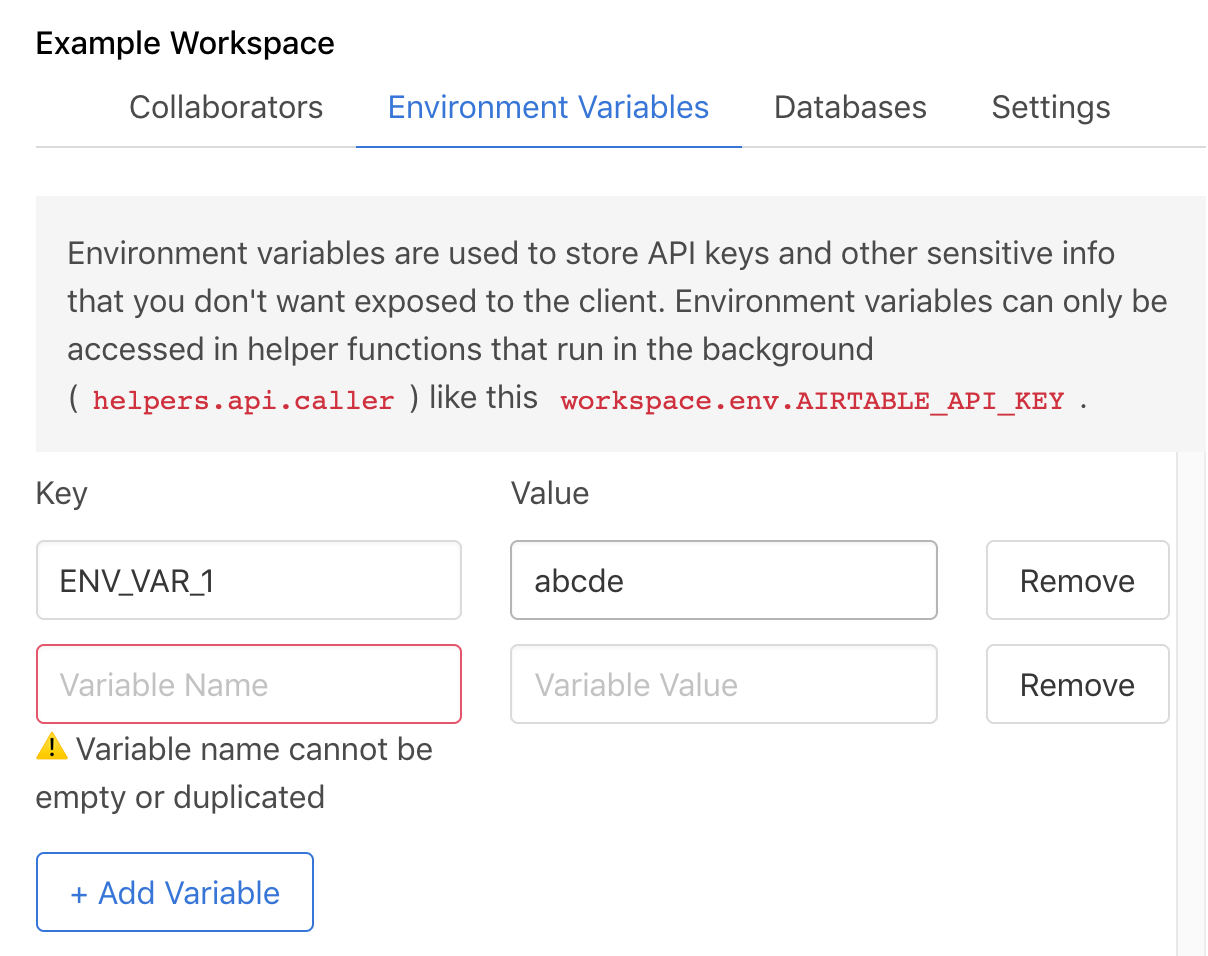 Example Workspace
Collaborators Environment Variables Databases Settings
Environment variables are used to store API keys and other sensitive info
that you don't want exposed to the client. Environment variables can only be
accessed in helper functions that run in the background
( helpers.api.caller ) like this workspace.env.AIRTABLE_API_KEY .
Key Value
ENV_VAR_1 abcde Remove
Variable Name Variable Value Remove
⚠️ Variable name cannot be
empty or duplicated
+ Add Variable